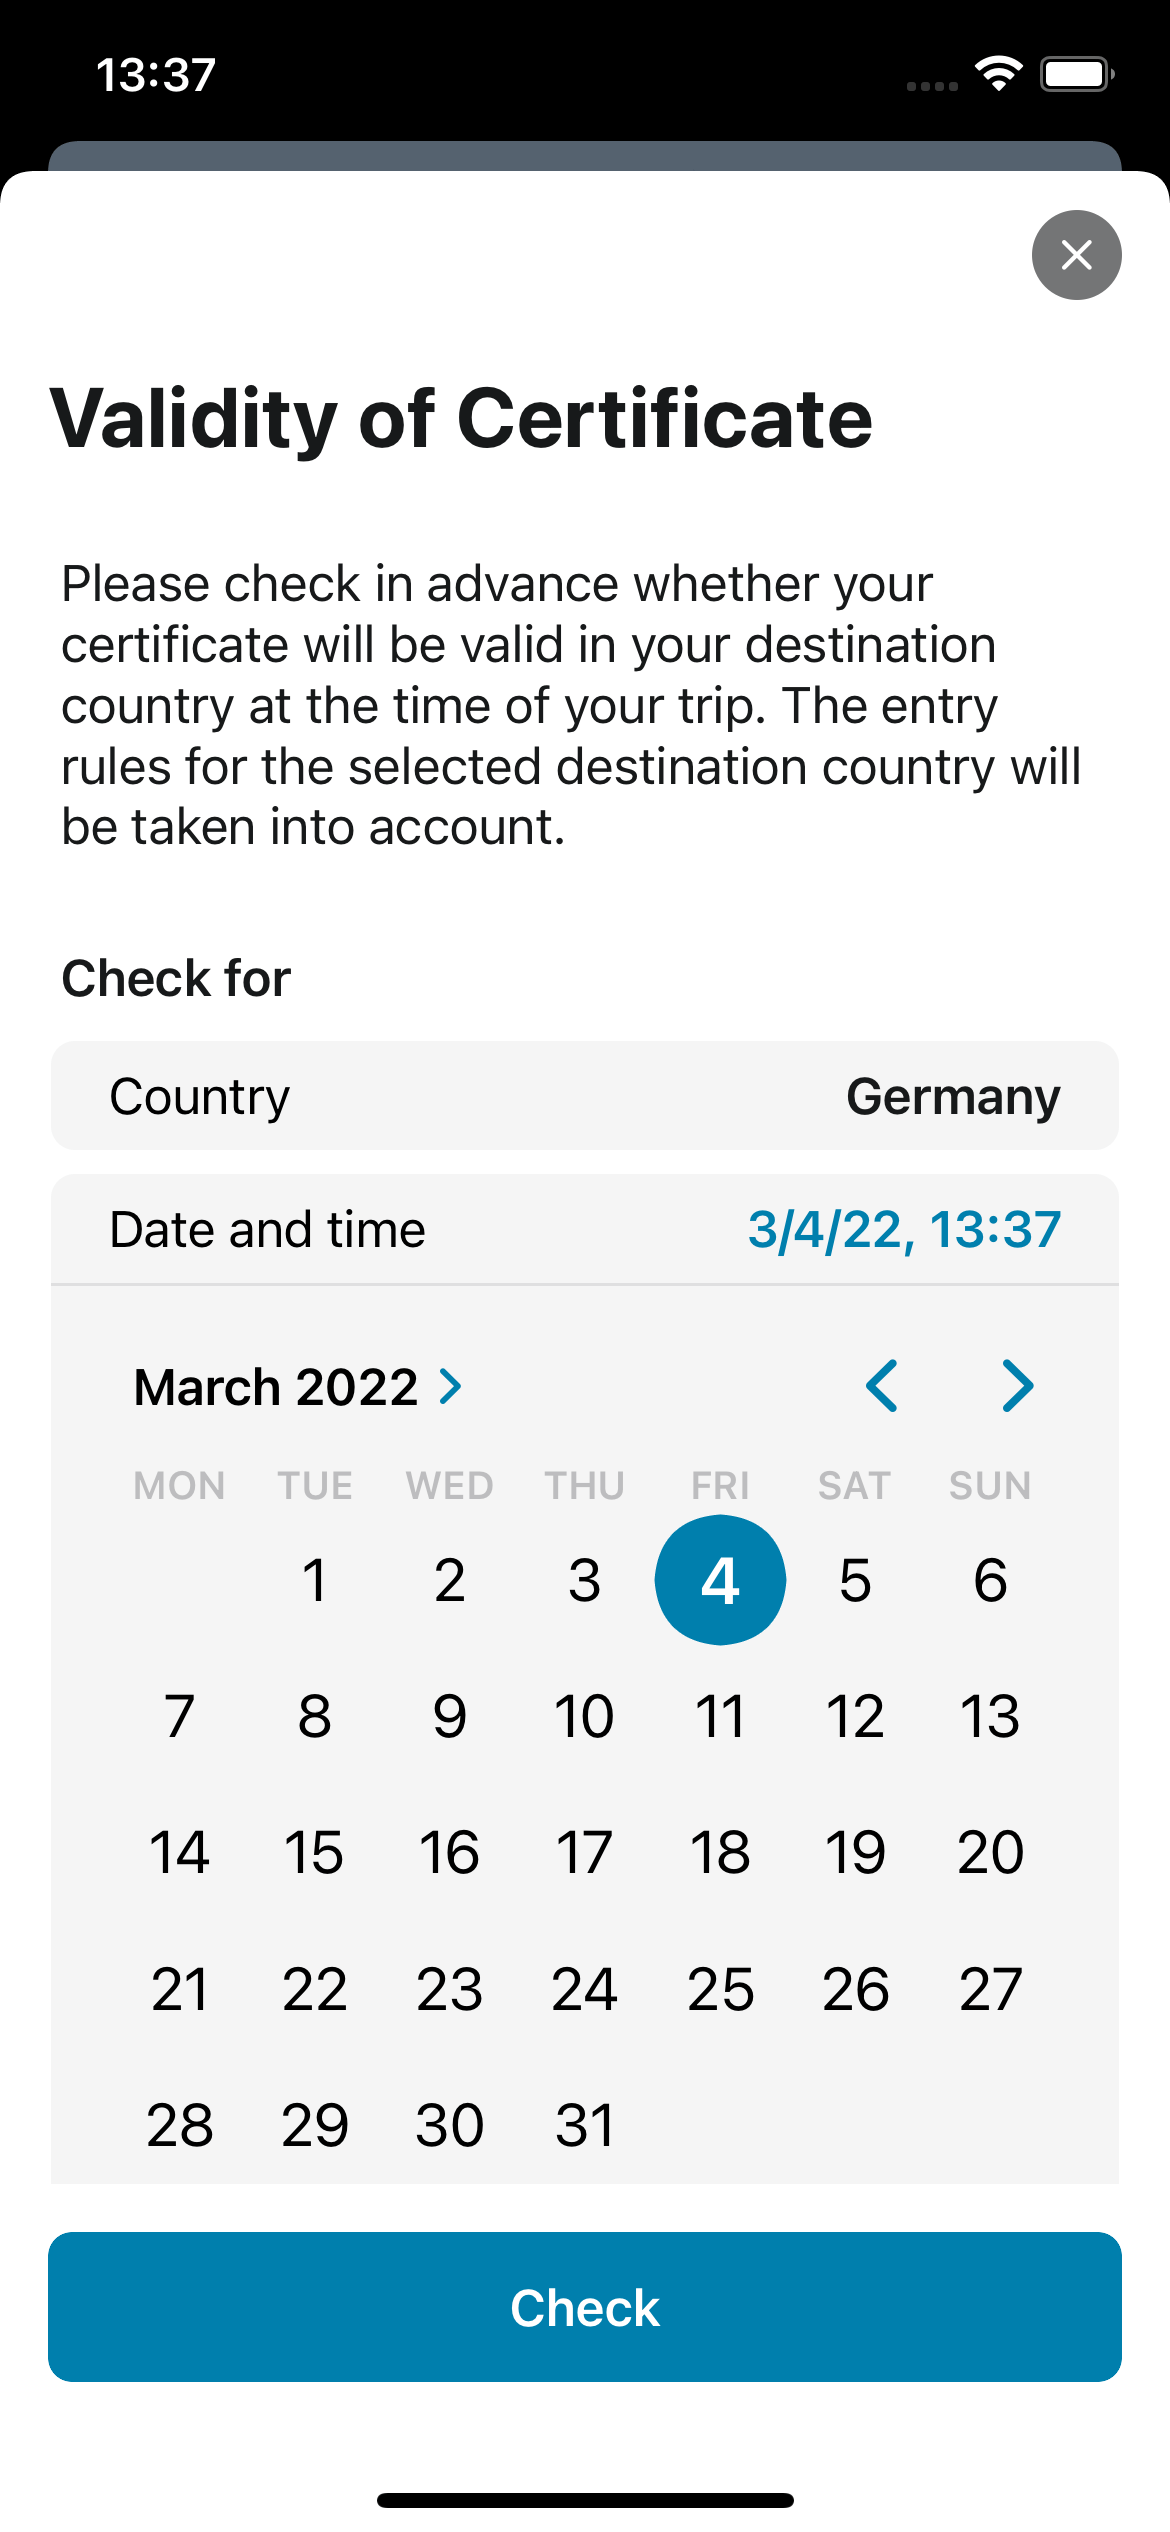 13:37
Validity of Certificate
Please check in advance whether your
certificate will be valid in your destination
country at the time of your trip. The entry
rules for the selected destination country will
be taken into account.
Check for
Country Germany
Date and time 3/4/22, 13:37
March 2022
MON TUE WED THU FRI SAT SUN
1 2 3 4 5 6
7 8 9 10 11 12 13
14 15 16 17 18 19 20
21 22 23 24 25 26 27
28 29 30 31
Check